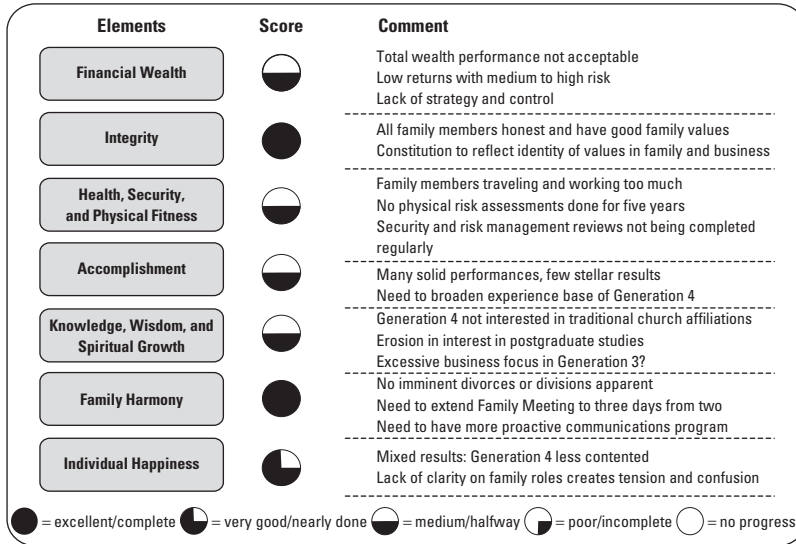 Elements Score Comment
Financial Wealth
Total wealth performance not acceptable
Low returns with medium to high risk
Lack of strategy and control
Integrity
All family members honest and have good family values
Constitution to reflect identity of values in family and business
Health, Security,
and Physical Fitness
Family members traveling and working too much
No physical risk assessments done for five years
Security and risk management reviews not being completed
regularly
Accomplishment
Many solid performances, few stellar results
Need to broaden experience base of Generation 4
Knowledge, Wisdom, and
Spiritual Growth
Generation 4 not interested in traditional church affiliations
Erosion in interest in postgraduate studies
Excessive business focus in Generation 3?
Family Harmony
No imminent divorces or divisions apparent
Need to extend Family Meeting to three days from two
Need to have more proactive communications program
Individual Happiness
Mixed results: Generation 4 less contented
Lack of clarity on family roles creates tension and confusion
= excellent/complete = very good/nearly done = medium/halfway = poor/incomplete = no progress